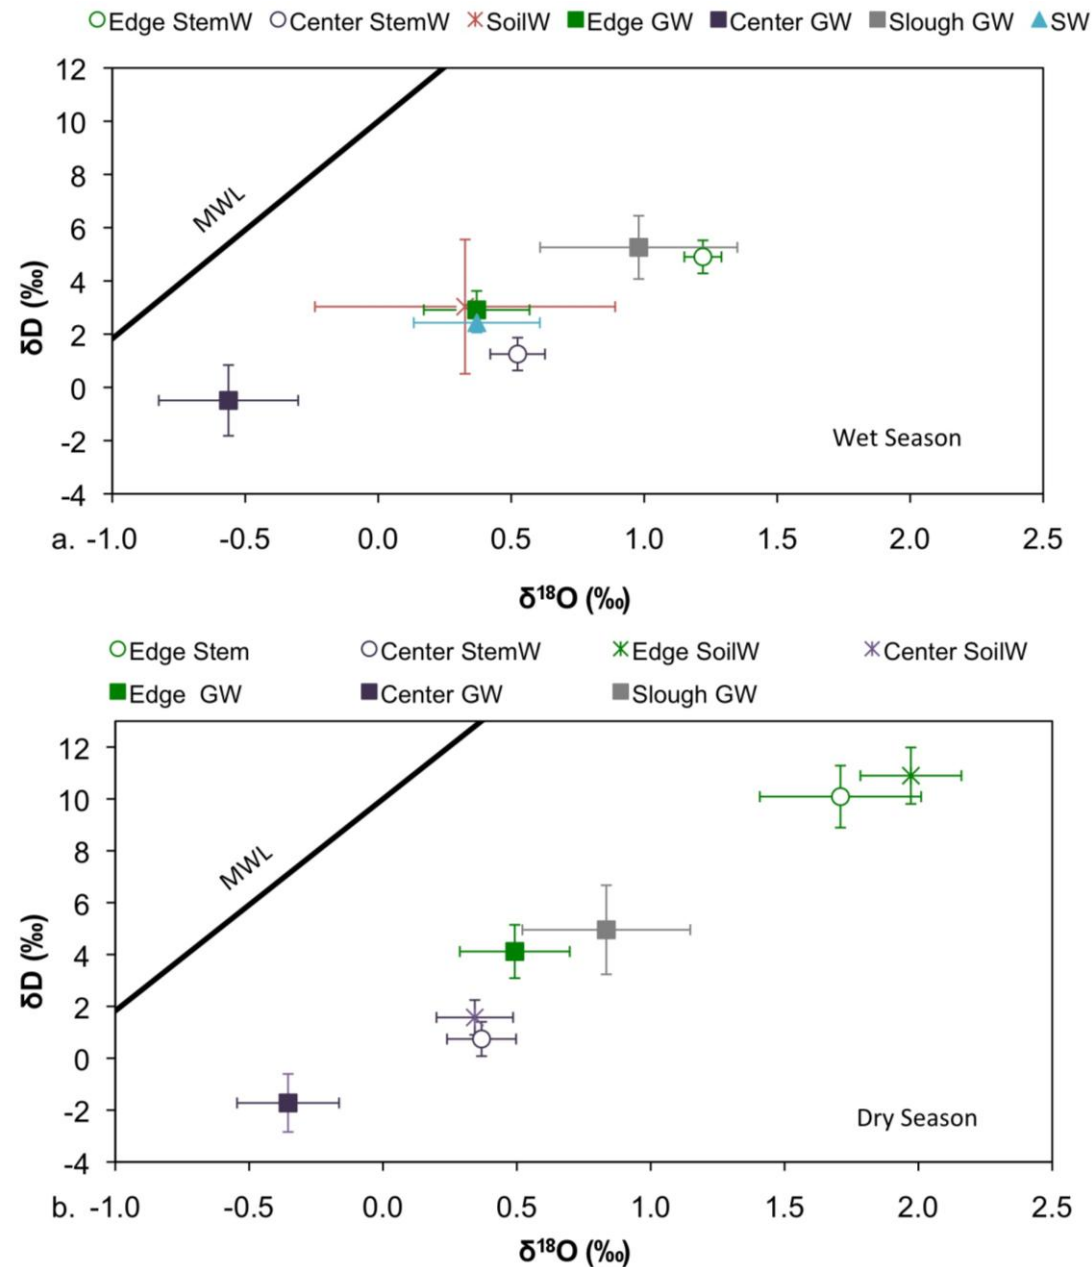 Edge StemW Center StemW SoilW Edge GW Center GW Slough GW SW
12
10
8
6
4
2
0
-2
-4
δD (‰)
MWL
Wet Season
a. -1.0 -0.5 0.0 0.5 1.0 1.5 2.0 2.5
δ¹⁸O (‰)
Edge Stem Center StemW Edge SoilW Center SoilW
Edge GW Center GW Slough GW
12
10
8
6
4
2
0
-2
-4
δD (‰)
MWL
Dry Season
b. -1.0 -0.5 0.0 0.5 1.0 1.5 2.0 2.5
δ¹⁸O (‰)